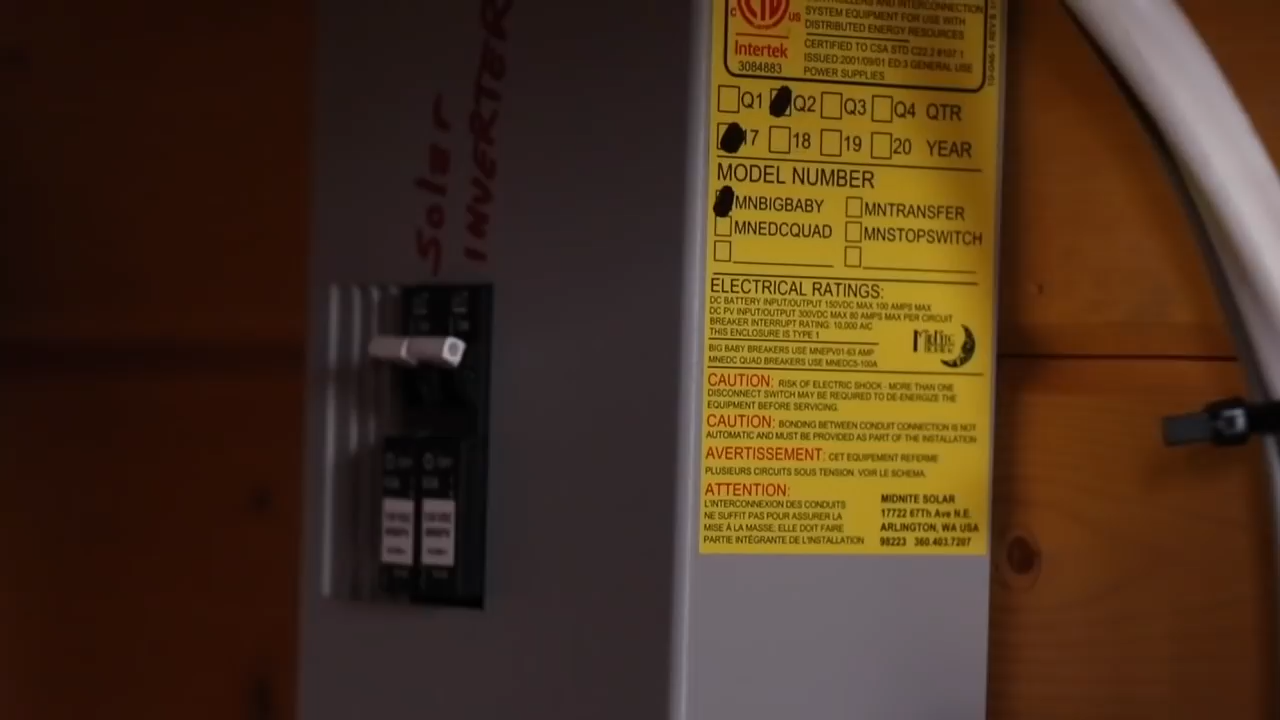 Soler
INVERTER
C US
Intertek
3084883
CONTROLLERS AND INTERCONNECTION
SYSTEM EQUIPMENT FOR USE WITH
DISTRIBUTED ENERGY RESOURCES
CERTIFIED TO CSA STD C22.2 #107.1
ISSUED:2001/09/01 ED:3 GENERAL USE
POWER SUPPLIES
Q1 Q2 Q3 Q4 QTR
17 18 19 20 YEAR
MODEL NUMBER
MNBIGBABY MNTRANSFER
MNEDCQUAD MNSTOPSWITCH
ELECTRICAL RATINGS:
DC BATTERY INPUT/OUTPUT 150VDC MAX 100 AMPS MAX
DC PV INPUT/OUTPUT 300VDC MAX 80 AMPS MAX PER CIRCUIT
BREAKER INTERRUPT RATING: 10,000 AIC
THIS ENCLOSURE IS TYPE 1
MidNite
BIG BABY BREAKERS USE MNEPV01-63 AMP
MNEDC QUAD BREAKERS USE MNEDC5-100A
CAUTION: RISK OF ELECTRIC SHOCK - MORE THAN ONE
DISCONNECT SWITCH MAY BE REQUIRED TO DE-ENERGIZE THE
EQUIPMENT BEFORE SERVICING.
CAUTION: BONDING BETWEEN CONDUIT CONNECTION IS NOT
AUTOMATIC AND MUST BE PROVIDED AS PART OF THE INSTALLATION
AVERTISSEMENT: CET EQUIPEMENT REFERME
PLUSIEURS CIRCUITS SOUS TENSION. VOIR LE SCHEMA.
ATTENTION:
L'INTERCONNEXION DES CONDUITS
NE SUFFIT PAS POUR ASSURER LA
MISE À LA MASSE; ELLE DOIT FAIRE
PARTIE INTÉGRANTE DE L'INSTALLATION
MIDNITE SOLAR
17722 67Th Ave N.E.
ARLINGTON, WA USA
98223 360.403.7207